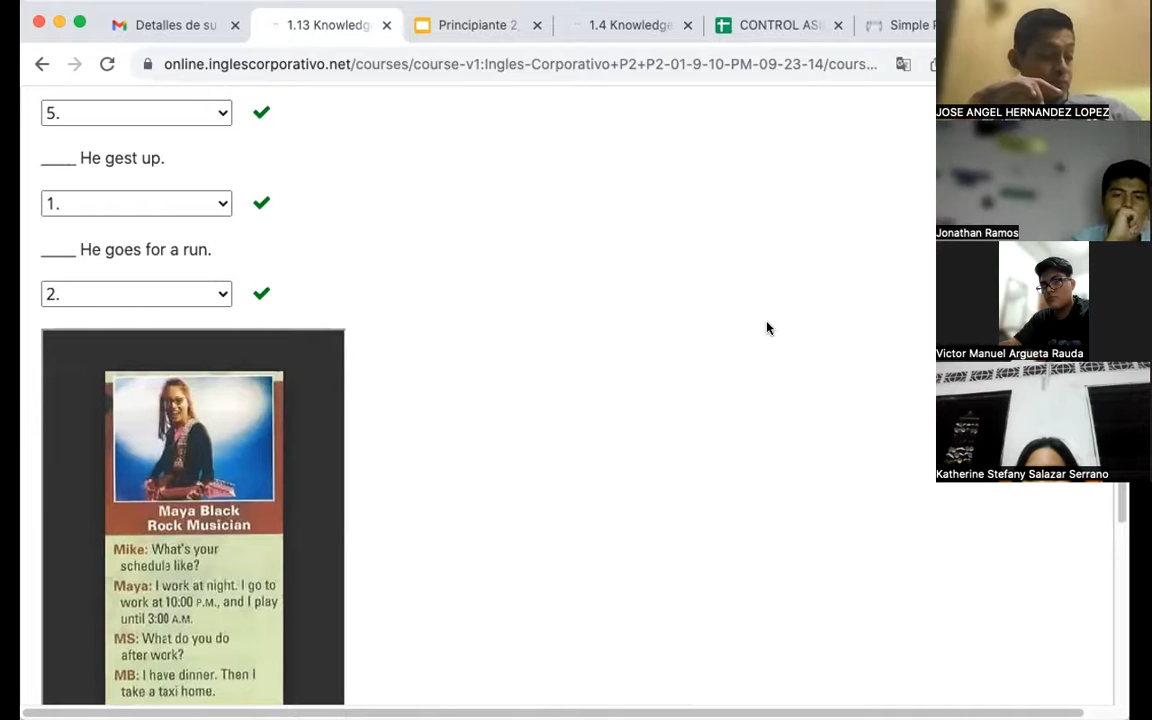 Detalles de su
1.13 Knowledg
Principiante 2,
1.4 Knowledge
CONTROL ASI
Simple P
online.inglescorporativo.net/courses/course-v1:Ingles-Corporativo+P2+P2-01-9-10-PM-09-23-14/cours...
5.
____ He gest up.
1.
____ He goes for a run.
2.
Maya Black
Rock Musician
Mike: What's your
schedule like?
Maya: I work at night. I go to
work at 10:00 P.M., and I play
until 3:00 A.M.
MS: What do you do
after work?
MB: I have dinner. Then I
take a taxi home.
JOSE ANGEL HERNANDEZ LOPEZ
Jonathan Ramos
Victor Manuel Argueta Rauda
Katherine Stefany Salazar Serrano